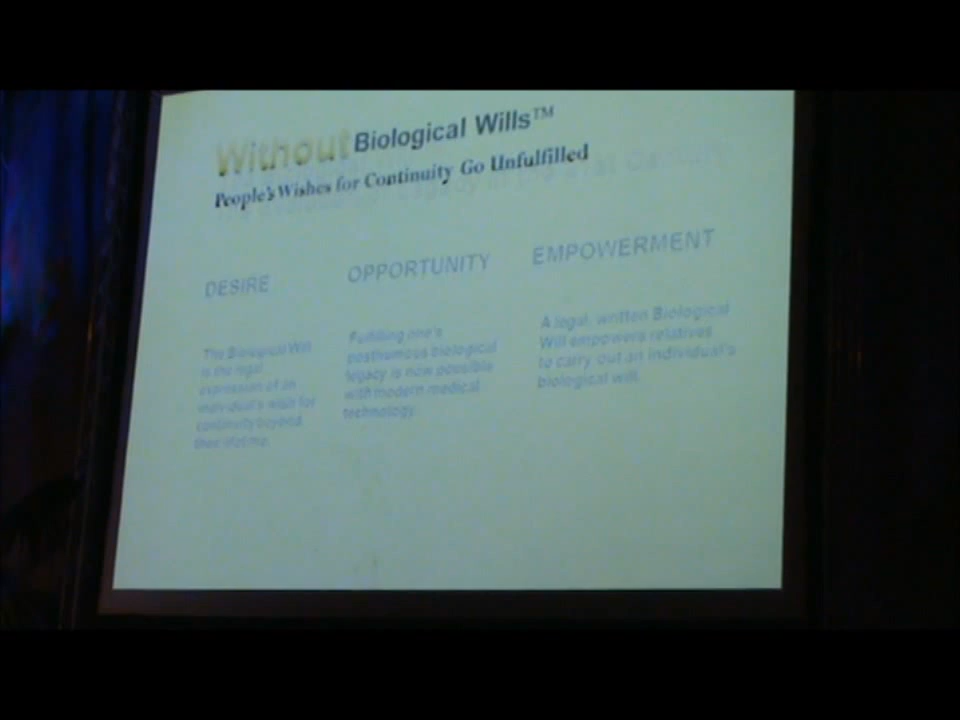 Without Biological Wills™
People's Wishes for Continuity Go Unfulfilled
DESIRE
OPPORTUNITY
EMPOWERMENT
The Biological Will
is the legal
expression of an
individual's wish for
continuity beyond
their lifetime.
Fulfilling one's
posthumous biological
legacy is now possible
with modern medical
technology.
A legal, written Biological
Will empowers relatives
to carry out an individual's
biological will.